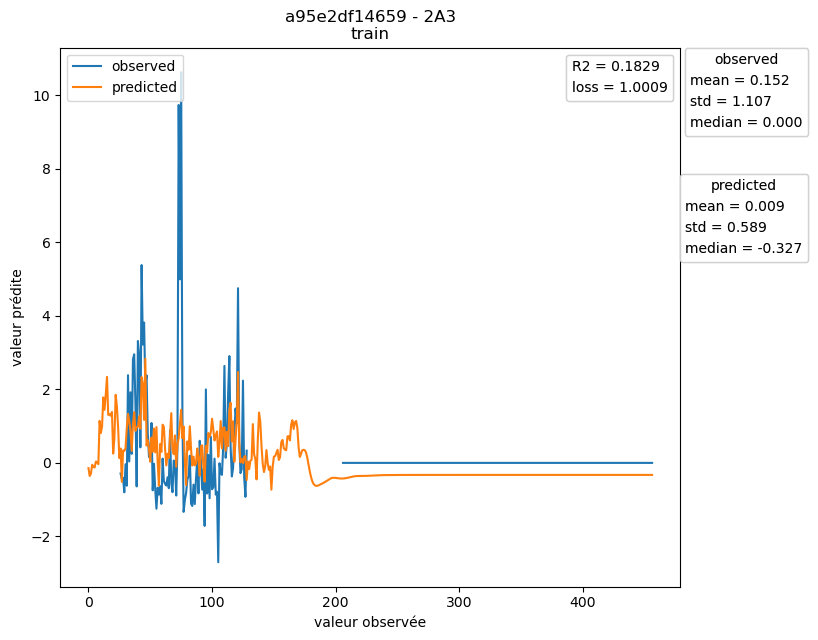 a95e2df14659 - 2A3
train
observed
predicted
R2 = 0.1829
loss = 1.0009
observed
mean = 0.152
std = 1.107
median = 0.000
predicted
mean = 0.009
std = 0.589
median = -0.327
valeur prédite
10
8
6
4
2
0
−2
0
100
200
300
400
valeur observée